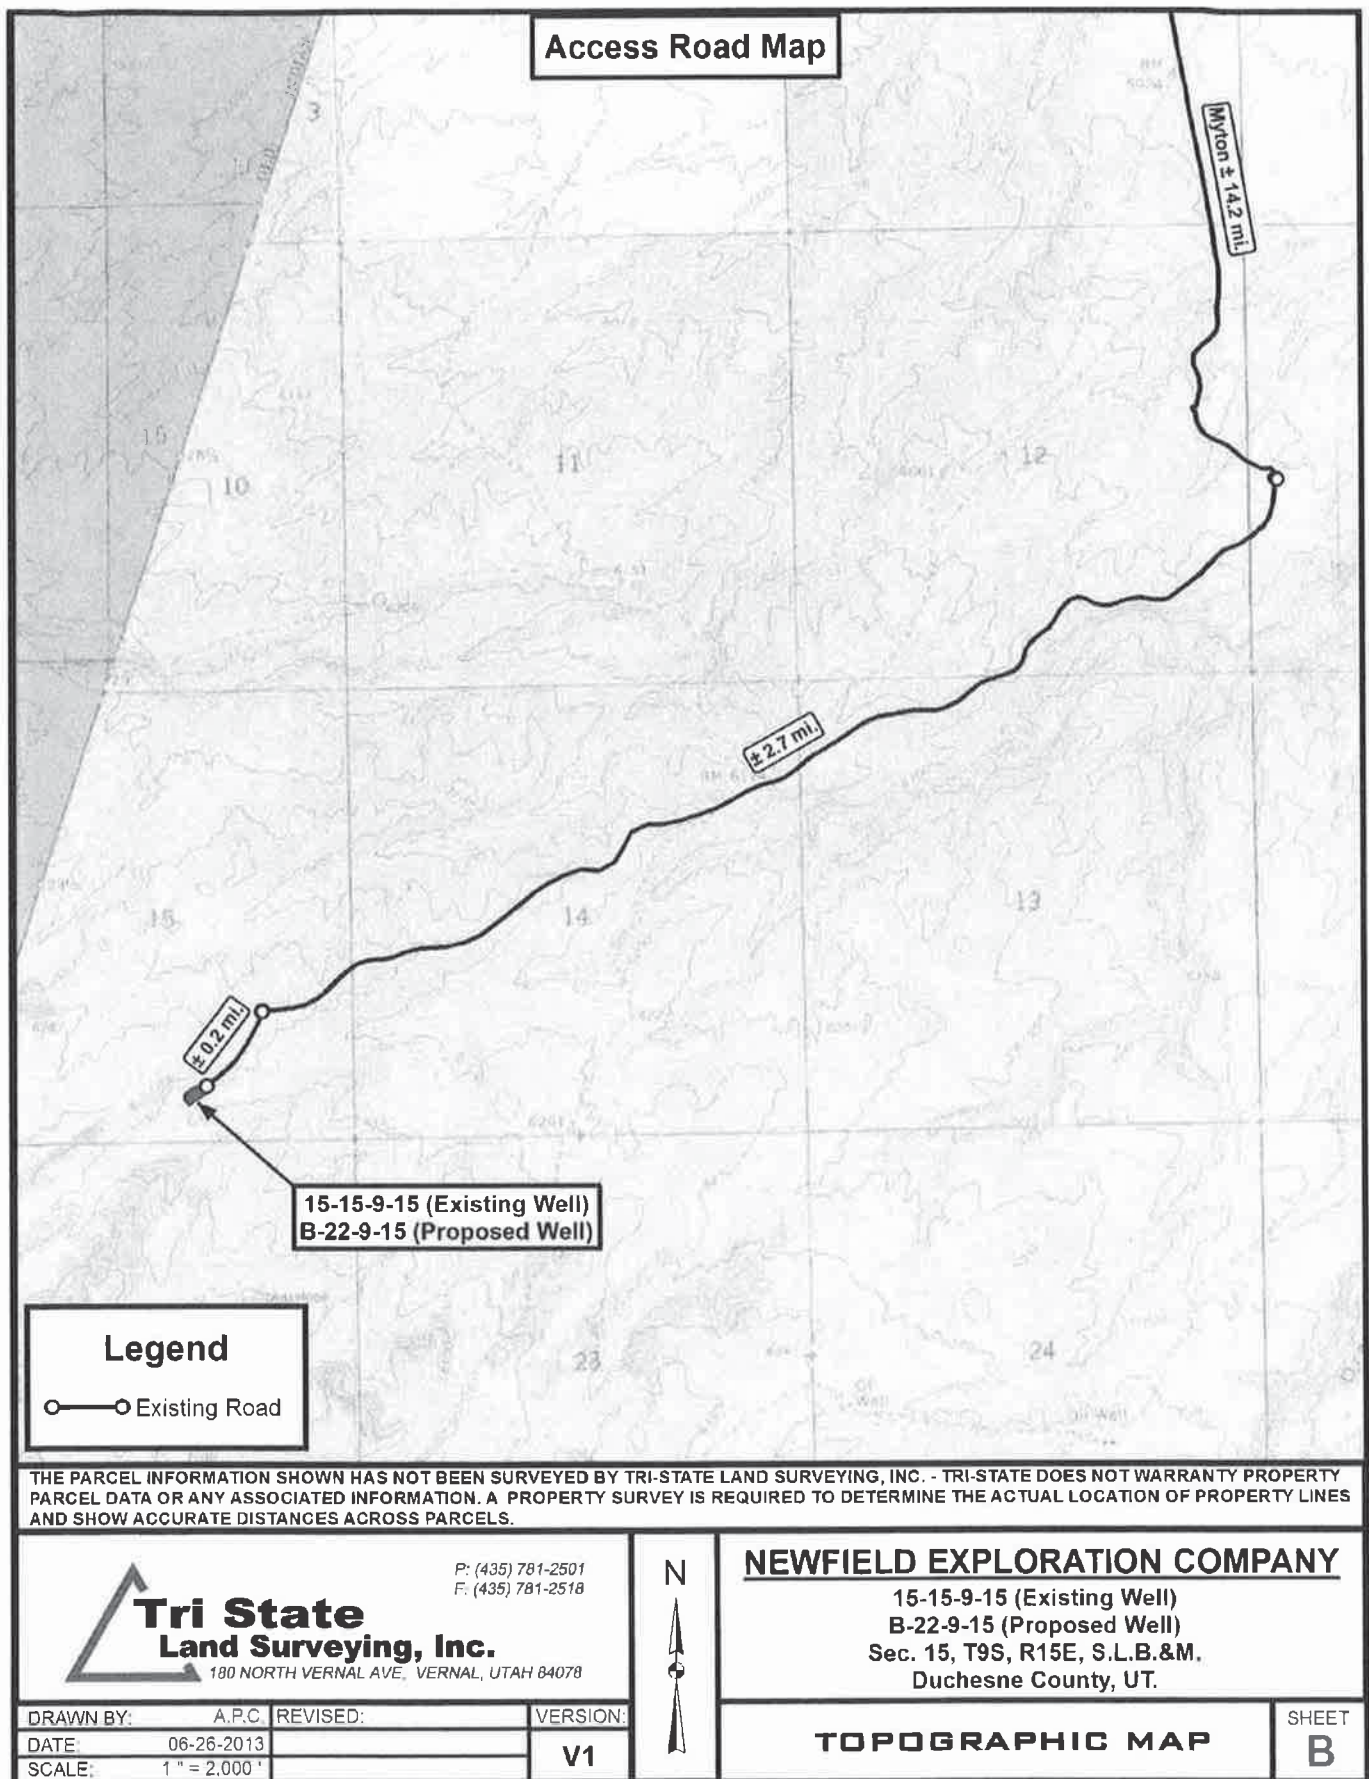 Access Road Map
Myton ± 14.2 mi.
3
15
10
11
12
± 2.7 mi.
15
14
13
± 0.2 mi.
15-15-9-15 (Existing Well)
B-22-9-15 (Proposed Well)
23
24
Well
Well
Legend
Existing Road
THE PARCEL INFORMATION SHOWN HAS NOT BEEN SURVEYED BY TRI-STATE LAND SURVEYING, INC. - TRI-STATE DOES NOT WARRANTY PROPERTY
PARCEL DATA OR ANY ASSOCIATED INFORMATION. A PROPERTY SURVEY IS REQUIRED TO DETERMINE THE ACTUAL LOCATION OF PROPERTY LINES
AND SHOW ACCURATE DISTANCES ACROSS PARCELS.
P: (435) 781-2501
F: (435) 781-2518
Tri State
Land Surveying, Inc.
180 NORTH VERNAL AVE. VERNAL, UTAH 84078
N
NEWFIELD EXPLORATION COMPANY
15-15-9-15 (Existing Well)
B-22-9-15 (Proposed Well)
Sec. 15, T9S, R15E, S.L.B.&M.
Duchesne County, UT.
DRAWN BY: A.P.C. REVISED: VERSION:
DATE: 06-26-2013
SCALE: 1 " = 2,000 '
V1
TOPOGRAPHIC MAP
SHEET
B